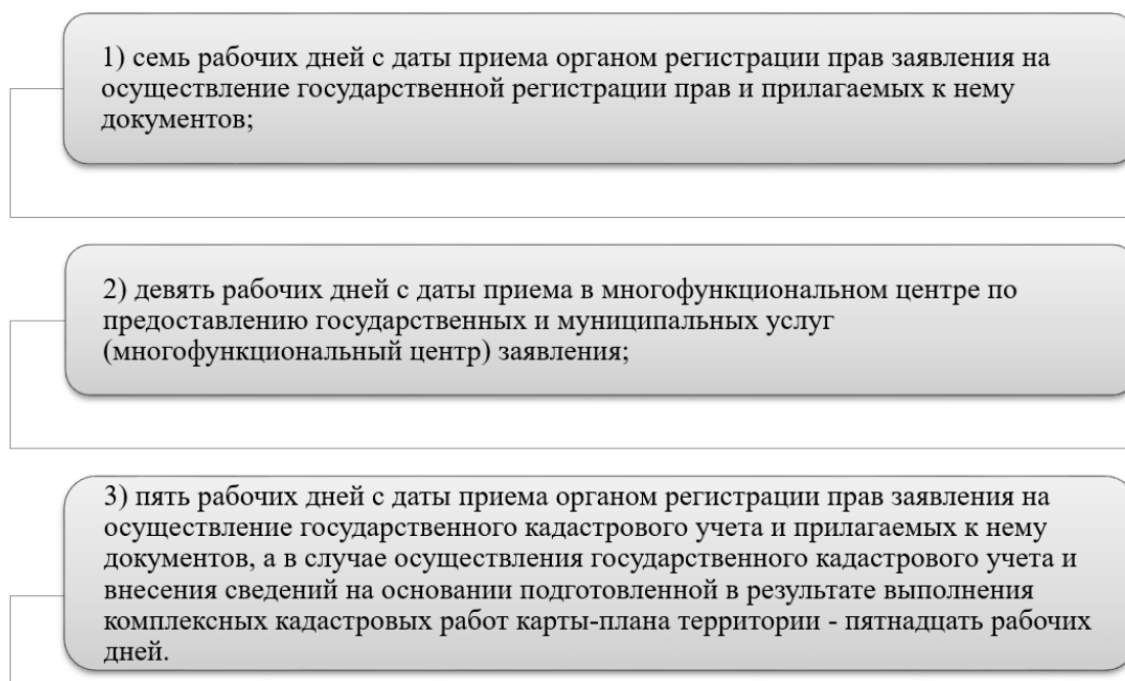 1) семь рабочих дней с даты приема органом регистрации прав заявления на
осуществление государственной регистрации прав и прилагаемых к нему
документов;
2) девять рабочих дней с даты приема в многофункциональном центре по
предоставлению государственных и муниципальных услуг
(многофункциональный центр) заявления;
3) пять рабочих дней с даты приема органом регистрации прав заявления на
осуществление государственного кадастрового учета и прилагаемых к нему
документов, а в случае осуществления государственного кадастрового учета и
внесения сведений на основании подготовленной в результате выполнения
комплексных кадастровых работ карты-плана территории - пятнадцать рабочих
дней.